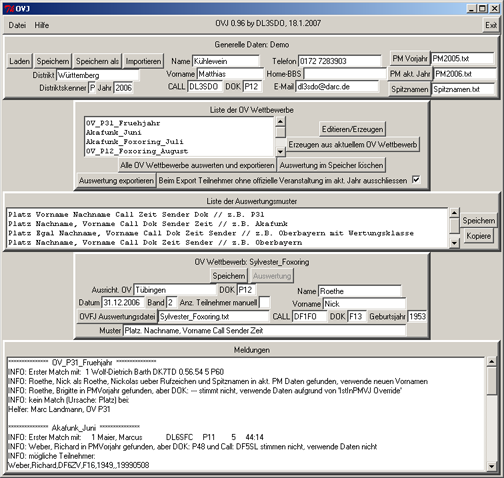 OVJ
Datei Hilfe OVJ 0.96 by DL3SDO, 18.1.2007 Exit
Generelle Daten: Demo
Laden Speichern Speichern als Importieren Name Kühlewein Telefon 0172 7283903 PM Vorjahr PM2005.txt
Distrikt Württemberg Vorname Matthias Home-BBS PM akt. Jahr PM2006.txt
Distriktskenner P Jahr 2006 CALL DL3SDO DOK P12 E-Mail dl3sdo@darc.de Spitznamen Spitznamen.txt
Liste der OV Wettbewerbe
OV_P31_Fruehjahr
Akafunk_Juni
Akafunk_Foxoring_Juli
OV_P12_Foxoring_August
Editieren/Erzeugen
Erzeugen aus aktuellem OV Wettbewerb
Alle OV Wettbewerbe auswerten und exportieren Auswertung im Speicher löschen
Auswertung exportieren Beim Export Teilnehmer ohne offizielle Veranstaltung im akt. Jahr ausschliessen
Liste der Auswertungsmuster
Platz Vorname Nachname Call Zeit Sender Dok // z.B. P31
Platz Nachname, Vorname Call Dok Zeit Sender // z.B. Akafunk
Platz Egal Nachname, Vorname Call Dok Zeit Sender // z.B. Oberbayern mit Wertungsklasse
Platz Nachname, Vorname Call Dok Zeit Sender // z.B. Oberbayern
Speichern
Kopiere
OV Wettbewerb: Sylvester_Foxoring
Speichern Auswertung
Ausricht. OV Tübingen DOK P12 Name Roethe
Datum 31.12.2006 Band 2 Anz. Teilnehmer manuell Vorname Nick
OVFJ Auswertungsdatei Sylvester_Foxoring.txt CALL DF1FO DOK F13 Geburtsjahr 1953
Muster Platz. Nachname, Vorname Call Sender Zeit
Meldungen
*************** OV_P31_Fruehjahr ***************
INFO: Erster Match mit: 1 Wolf-Dietrich Barth DK7TD 0.56.54 5 P60
INFO: Roethe, Nick als Roethe, Nickolas ueber Rufzeichen und Spitznamen in akt. PM Daten gefunden, verwende neuen Vornamen
INFO: Roethe, Brigitte in PMVorjahr gefunden, aber DOK: --- stimmt nicht, verwende Daten aufgrund von '1stInPMVJ Override'
INFO: kein Match (Ursache: Platz) bei:
Helfer: Marc Landmann, OV P31
*************** Akafunk_Juni ***************
INFO: Erster Match mit: 1 Maier, Marcus DL6SFC P11 5 44:14
INFO: Weber, Richard in PMVorjahr gefunden, aber DOK: P48 und Call: DF5SL stimmen nicht, verwende Daten nicht
INFO: mögliche Teilnehmer:
Weber,Richard,DF6ZV,F16,1949,,19990508